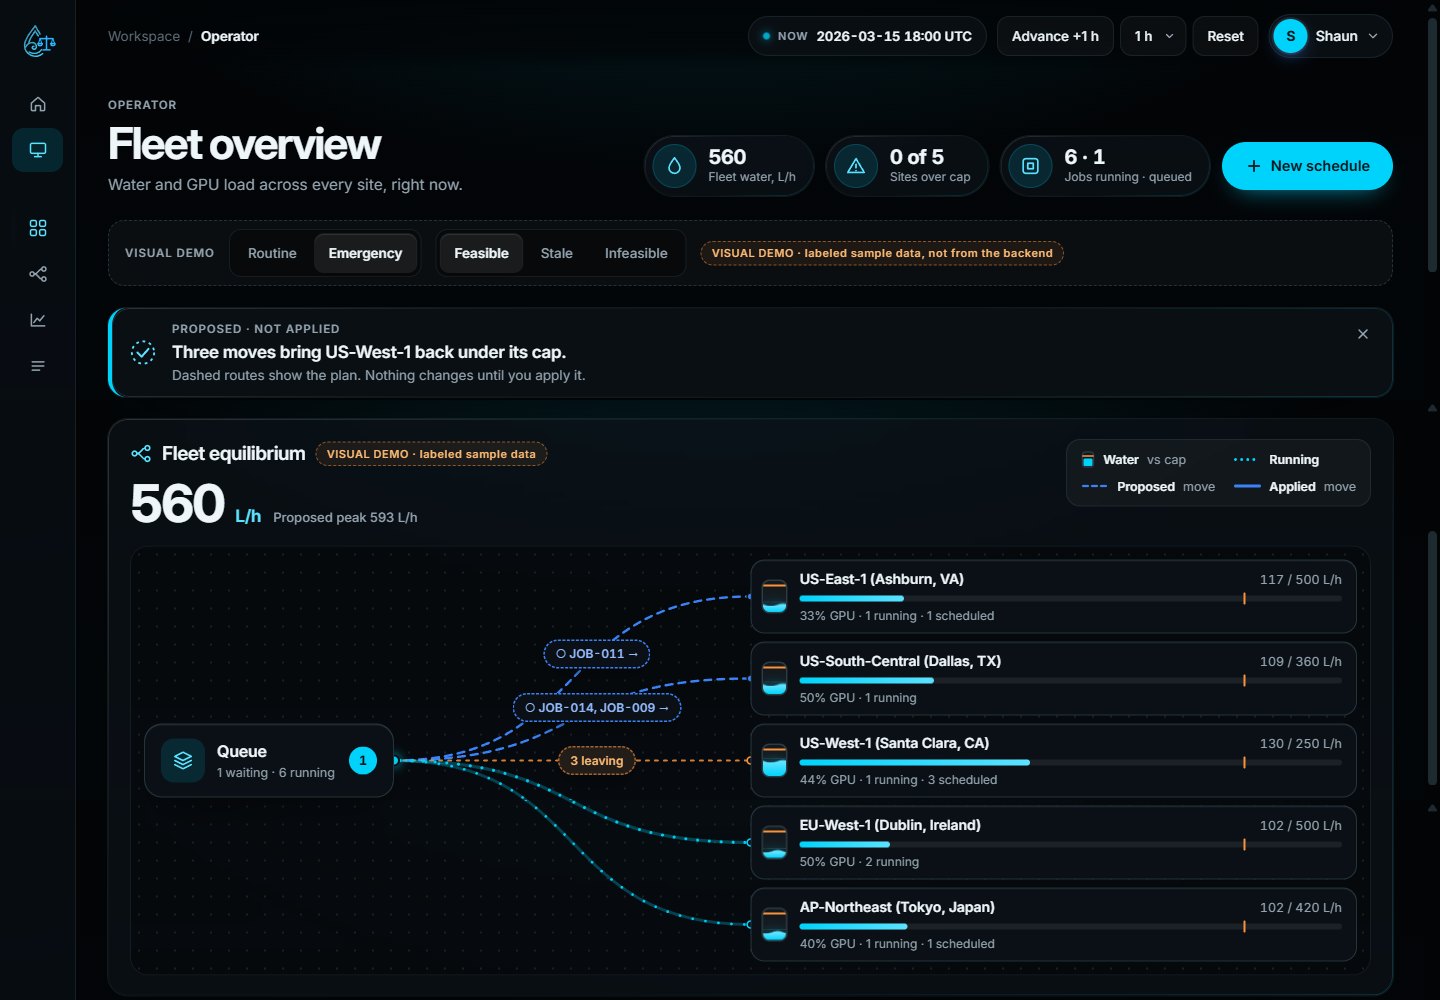 Workspace / Operator
NOW 2026-03-15 18:00 UTC
Advance +1 h
1 h
Reset
S Shaun
OPERATOR
Fleet overview
Water and GPU load across every site, right now.
560
Fleet water, L/h
0 of 5
Sites over cap
6 · 1
Jobs running · queued
+ New schedule
VISUAL DEMO
Routine
Emergency
Feasible
Stale
Infeasible
VISUAL DEMO · labeled sample data, not from the backend
PROPOSED · NOT APPLIED
Three moves bring US-West-1 back under its cap.
Dashed routes show the plan. Nothing changes until you apply it.
Fleet equilibrium
VISUAL DEMO · labeled sample data
560 L/h Proposed peak 593 L/h
Water vs cap
Running
Proposed move
Applied move
Queue
1 waiting · 6 running
1
JOB-011 →
JOB-014, JOB-009 →
3 leaving
US-East-1 (Ashburn, VA)
117 / 500 L/h
33% GPU · 1 running · 1 scheduled
US-South-Central (Dallas, TX)
109 / 360 L/h
50% GPU · 1 running
US-West-1 (Santa Clara, CA)
130 / 250 L/h
44% GPU · 1 running · 3 scheduled
EU-West-1 (Dublin, Ireland)
102 / 500 L/h
50% GPU · 2 running
AP-Northeast (Tokyo, Japan)
102 / 420 L/h
40% GPU · 1 running · 1 scheduled